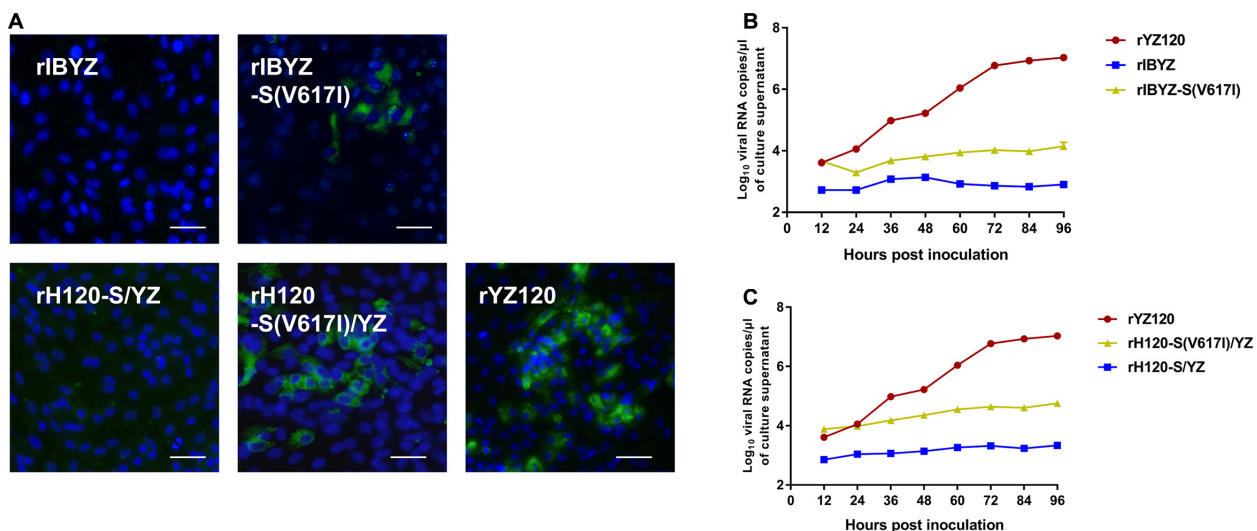 A
rIBYZ
rIBYZ
-S(V617I)
rH120-S/YZ
rH120
-S(V617I)/YZ
rYZ120
B
Log₁₀ viral RNA copies/µl
of culture supernatant
8
6
4
2
0 12 24 36 48 60 72 84 96
Hours post inoculation
rYZ120
rIBYZ
rIBYZ-S(V617I)
C
Log₁₀ viral RNA copies/µl
of culture supernatant
8
6
4
2
0 12 24 36 48 60 72 84 96
Hours post inoculation
rYZ120
rH120-S(V617I)/YZ
rH120-S/YZ